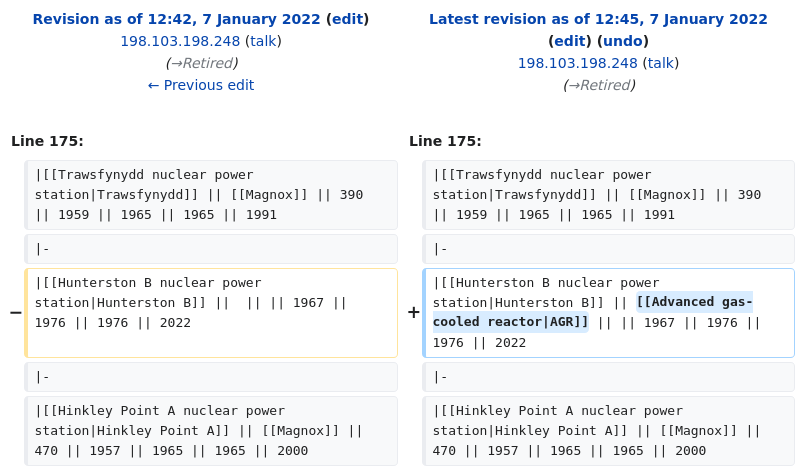 Revision as of 12:42, 7 January 2022 (edit)
198.103.198.248 (talk)
(→Retired)
← Previous edit
Latest revision as of 12:45, 7 January 2022
(edit) (undo)
198.103.198.248 (talk)
(→Retired)
Line 175:
Line 175:
|[[Trawsfynydd nuclear power
station|Trawsfynydd]] || [[Magnox]] || 390
|| 1959 || 1965 || 1965 || 1991
|[[Trawsfynydd nuclear power
station|Trawsfynydd]] || [[Magnox]] || 390
|| 1959 || 1965 || 1965 || 1991
|-
|-
−
|[[Hunterston B nuclear power
station|Hunterston B]] ||  || || 1967 ||
1976 || 1976 || 2022
+
|[[Hunterston B nuclear power
station|Hunterston B]] || [[Advanced gas-
cooled reactor|AGR]] || || 1967 || 1976 ||
1976 || 2022
|-
|-
|[[Hinkley Point A nuclear power
station|Hinkley Point A]] || [[Magnox]] ||
470 || 1957 || 1965 || 1965 || 2000
|[[Hinkley Point A nuclear power
station|Hinkley Point A]] || [[Magnox]] ||
470 || 1957 || 1965 || 1965 || 2000